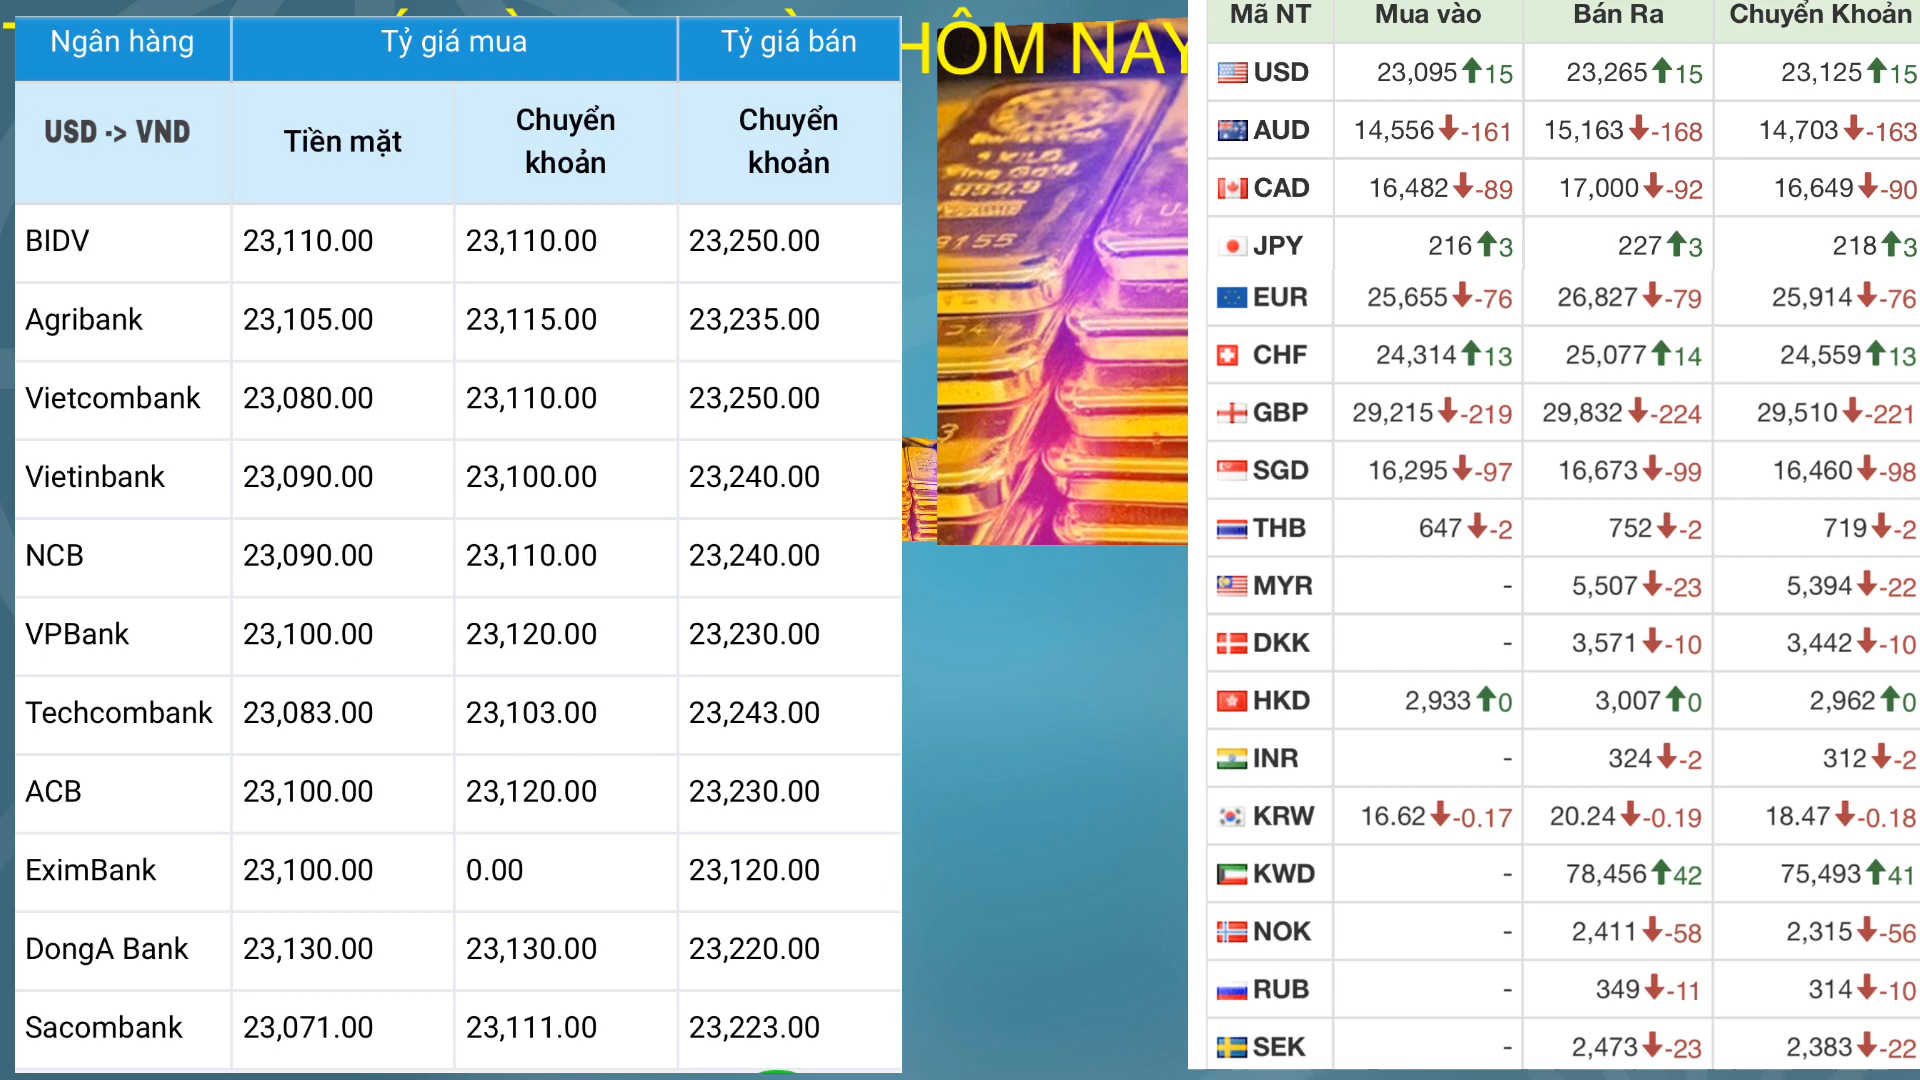 HÔM NAY
Ngân hàng Tỷ giá mua Tỷ giá bán
USD -> VND Tiền mặt Chuyển khoản Chuyển khoản
BIDV 23,110.00 23,110.00 23,250.00
Agribank 23,105.00 23,115.00 23,235.00
Vietcombank 23,080.00 23,110.00 23,250.00
Vietinbank 23,090.00 23,100.00 23,240.00
NCB 23,090.00 23,110.00 23,240.00
VPBank 23,100.00 23,120.00 23,230.00
Techcombank 23,083.00 23,103.00 23,243.00
ACB 23,100.00 23,120.00 23,230.00
EximBank 23,100.00 0.00 23,120.00
DongA Bank 23,130.00 23,130.00 23,220.00
Sacombank 23,071.00 23,111.00 23,223.00
999,9
Mã NT Mua vào Bán Ra Chuyển Khoản
USD 23,095 15 23,265 15 23,125 15
AUD 14,556 -161 15,163 -168 14,703 -163
CAD 16,482 -89 17,000 -92 16,649 -90
JPY 216 3 227 3 218 3
EUR 25,655 -76 26,827 -79 25,914 -76
CHF 24,314 13 25,077 14 24,559 13
GBP 29,215 -219 29,832 -224 29,510 -221
SGD 16,295 -97 16,673 -99 16,460 -98
THB 647 -2 752 -2 719 -2
MYR - 5,507 -23 5,394 -22
DKK - 3,571 -10 3,442 -10
HKD 2,933 0 3,007 0 2,962 0
INR - 324 -2 312 -2
KRW 16.62 -0.17 20.24 -0.19 18.47 -0.18
KWD - 78,456 42 75,493 41
NOK - 2,411 -58 2,315 -56
RUB - 349 -11 314 -10
SEK - 2,473 -23 2,383 -22